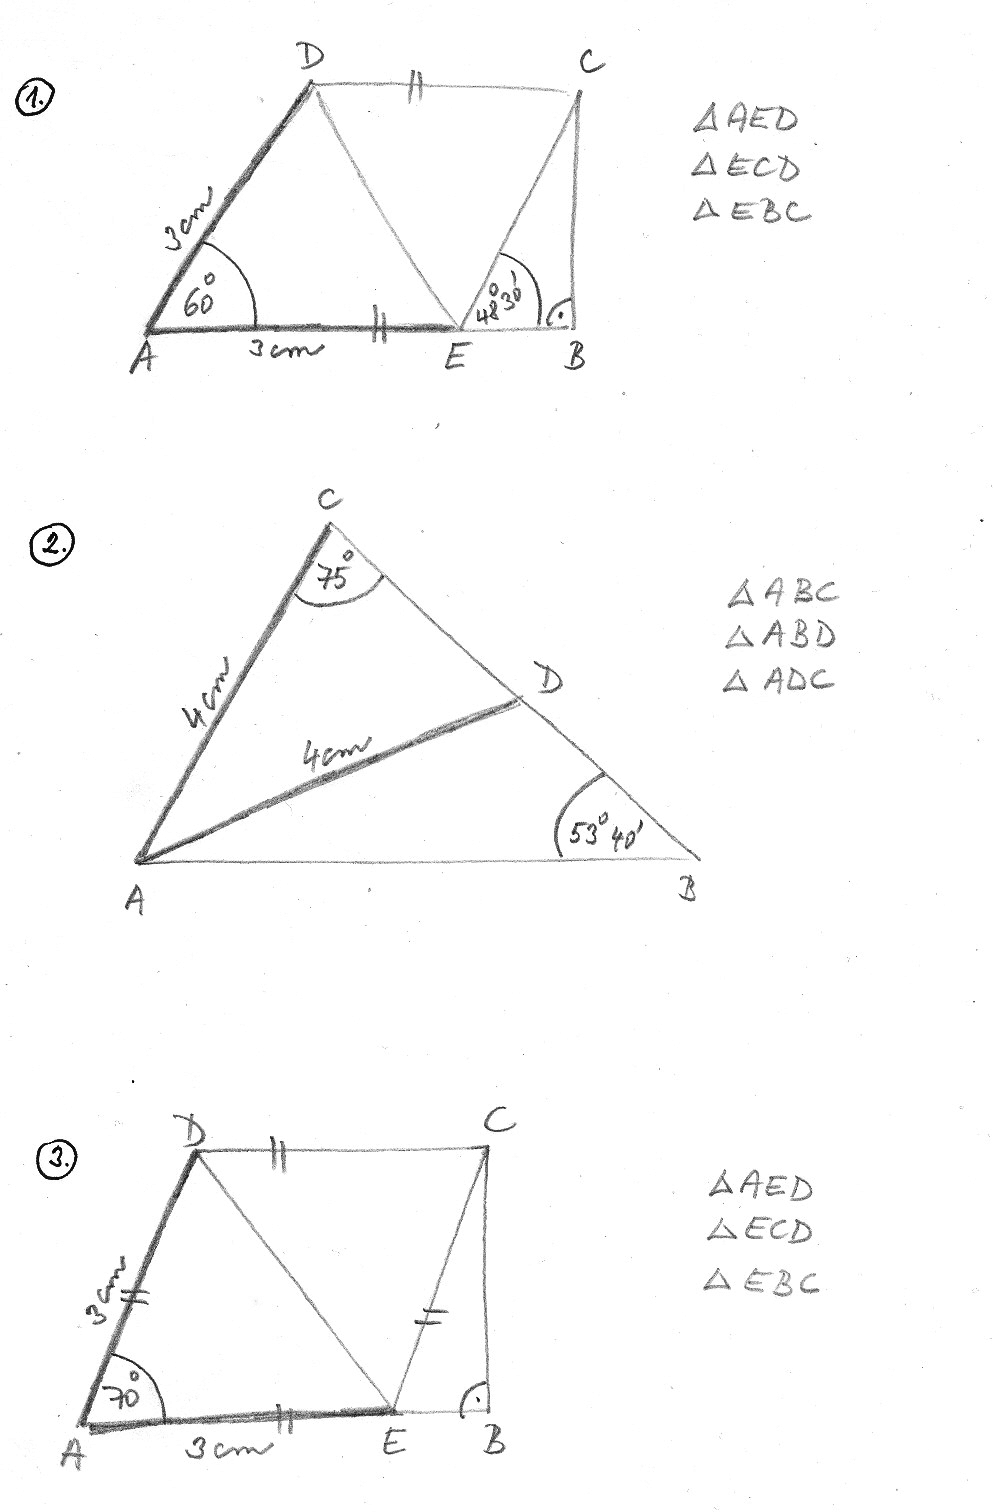 1.
D
C
△AED
△ECD
△EBC
3cm
60°
48°30'
A
3cm
E
B
2.
C
75°
△ABC
△ABD
△ADC
4cm
D
4cm
53°40'
A
B
3.
D
C
△AED
△ECD
△EBC
3cm
70°
A
3cm
E
B